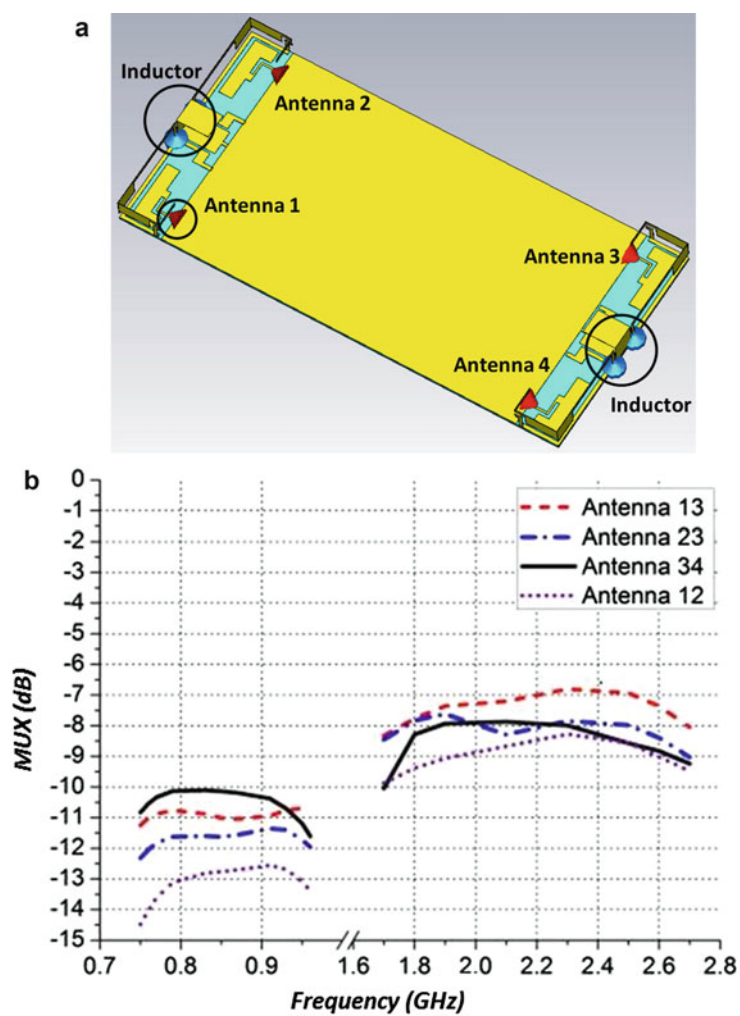 a
Inductor
Antenna 2
Antenna 1
Antenna 3
Antenna 4
Inductor
b
0
-1
-2
-3
-4
-5
-6
-7
-8
-9
-10
-11
-12
-13
-14
-15
MUX (dB)
Antenna 13
Antenna 23
Antenna 34
Antenna 12
0.7 0.8 0.9 1.6 1.8 2.0 2.2 2.4 2.6 2.8
Frequency (GHz)